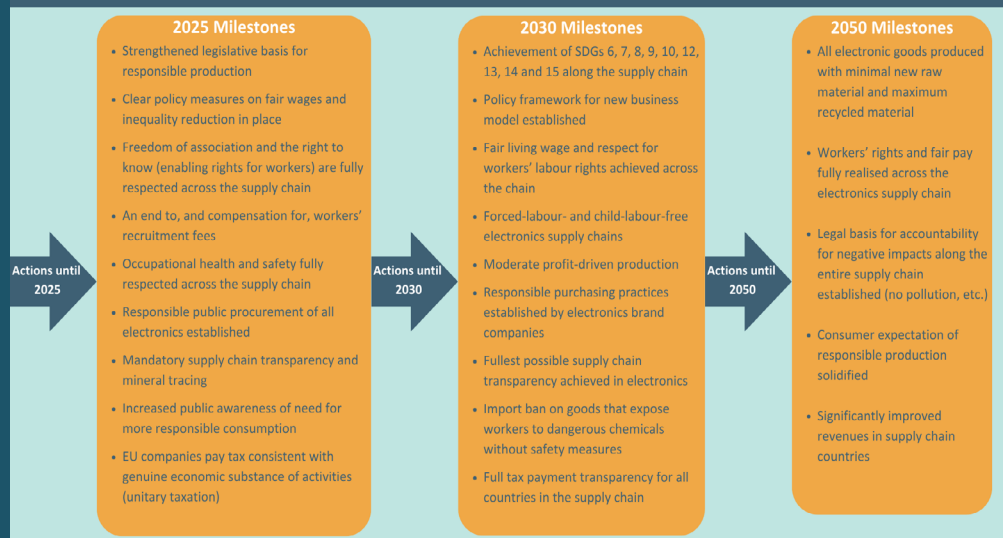 Actions until
2025
2025 Milestones
• Strengthened legislative basis for
responsible production
• Clear policy measures on fair wages and
inequality reduction in place
• Freedom of association and the right to
know (enabling rights for workers) are fully
respected across the supply chain
• An end to, and compensation for, workers'
recruitment fees
• Occupational health and safety fully
respected across the supply chain
• Responsible public procurement of all
electronics established
• Mandatory supply chain transparency and
mineral tracing
• Increased public awareness of need for
more responsible consumption
• EU companies pay tax consistent with
genuine economic substance of activities
(unitary taxation)
Actions until
2030
2030 Milestones
• Achievement of SDGs 6, 7, 8, 9, 10, 12,
13, 14 and 15 along the supply chain
• Policy framework for new business
model established
• Fair living wage and respect for
workers' labour rights achieved across
the chain
• Forced-labour- and child-labour-free
electronics supply chains
• Moderate profit-driven production
• Responsible purchasing practices
established by electronics brand
companies
• Fullest possible supply chain
transparency achieved in electronics
• Import ban on goods that expose
workers to dangerous chemicals
without safety measures
• Full tax payment transparency for all
countries in the supply chain
Actions until
2050
2050 Milestones
• All electronic goods produced
with minimal new raw
material and maximum
recycled material
• Workers' rights and fair pay
fully realised across the
electronics supply chain
• Legal basis for accountability
for negative impacts along the
entire supply chain
established (no pollution, etc.)
• Consumer expectation of
responsible production
solidified
• Significantly improved
revenues in supply chain
countries